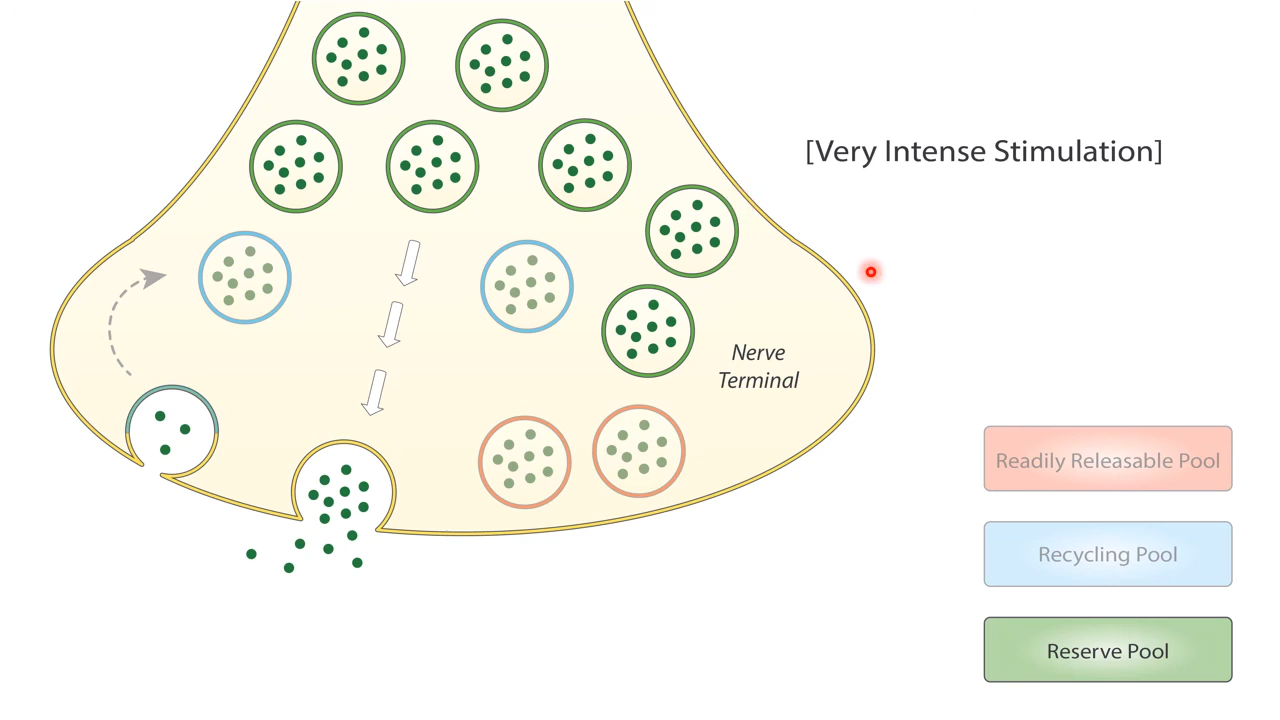 [Very Intense Stimulation]
Nerve
Terminal
Readily Releasable Pool
Recycling Pool
Reserve Pool